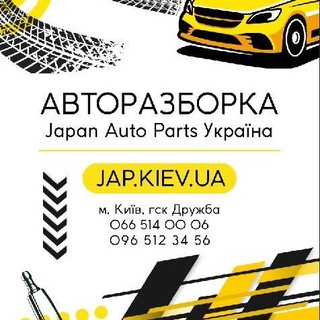 АВТОРАЗБОРКА
Japan Auto Parts Україна
JAP.KIEV.UA
м. Київ, гск Дружба
066 514 00 06
096 512 34 56